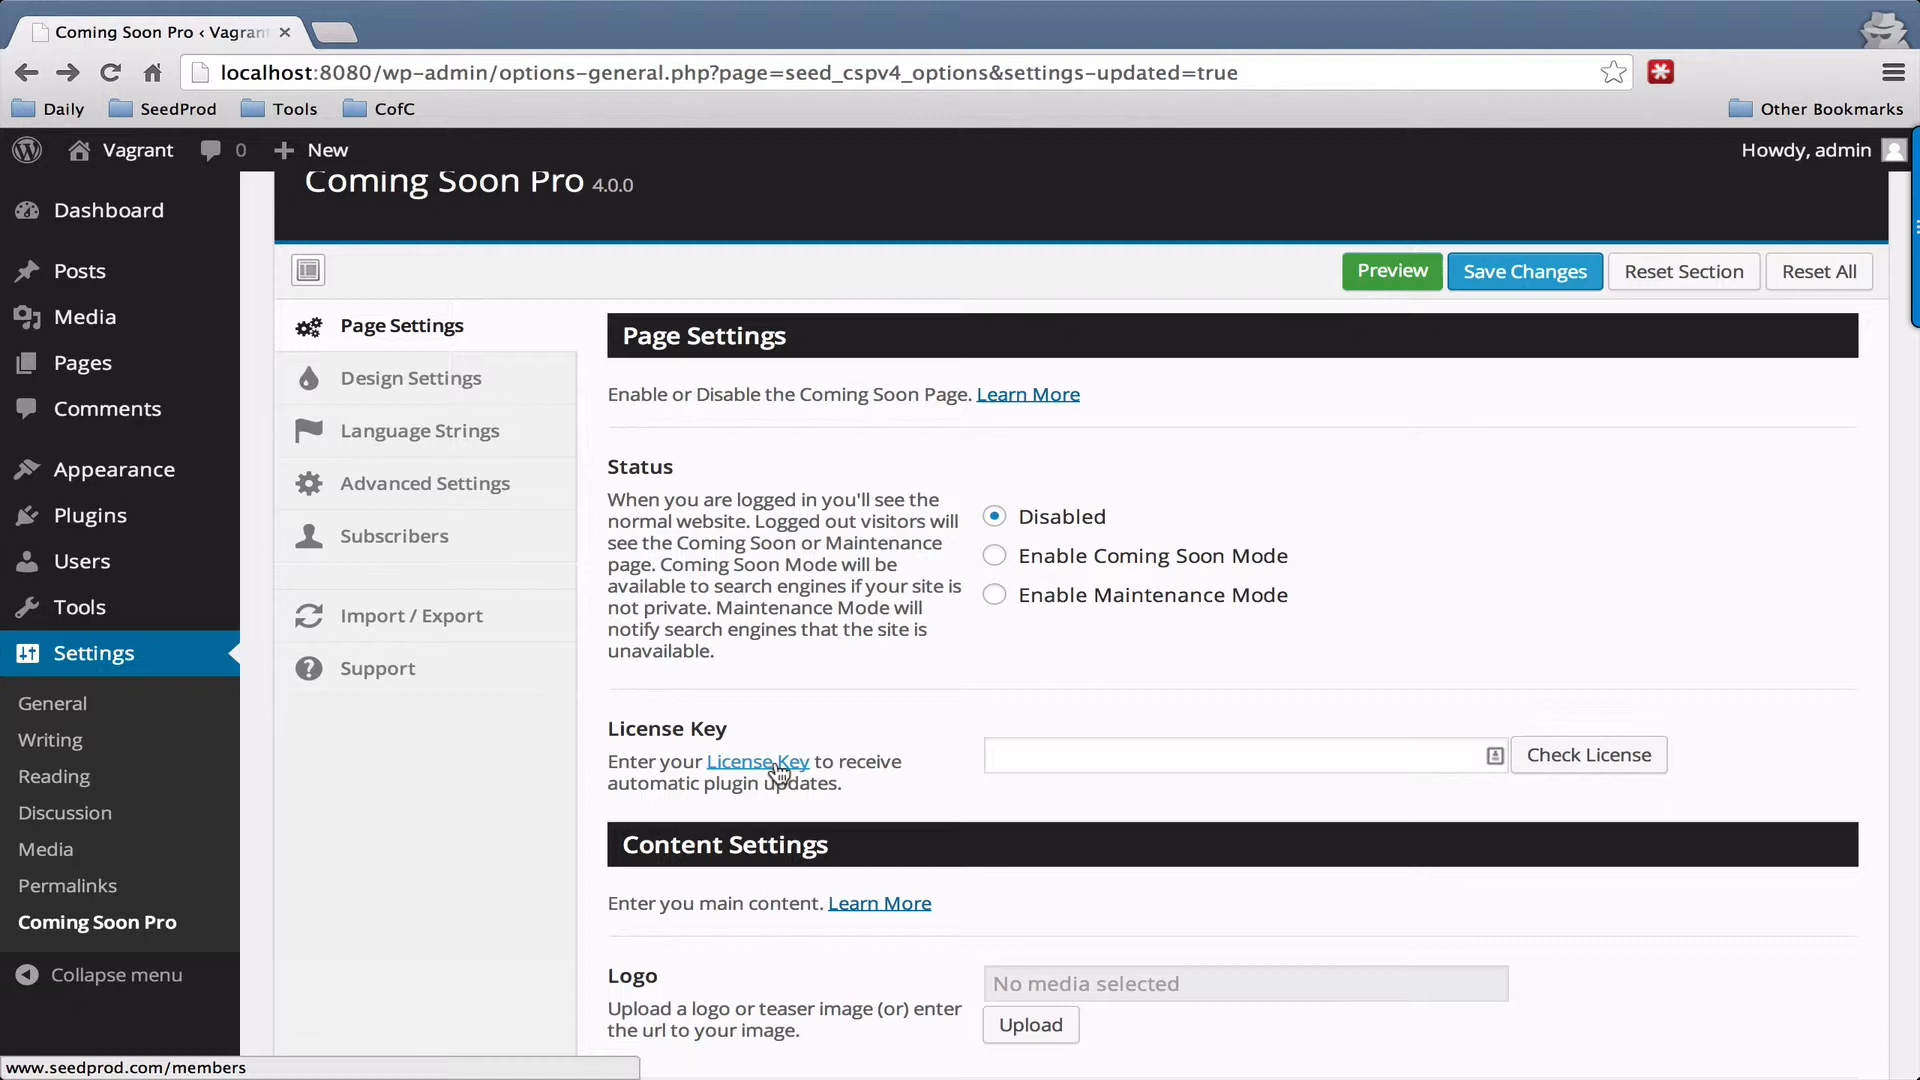 Coming Soon Pro ‹ Vagran
localhost:8080/wp-admin/options-general.php?page=seed_cspv4_options&settings-updated=true
Daily SeedProd Tools CofC Other Bookmarks
Vagrant 0 New Howdy, admin
Coming Soon Pro 4.0.0
Preview Save Changes Reset Section Reset All
Dashboard
Posts
Media
Pages
Comments
Appearance
Plugins
Users
Tools
Settings
General
Writing
Reading
Discussion
Media
Permalinks
Coming Soon Pro
Collapse menu
Page Settings
Design Settings
Language Strings
Advanced Settings
Subscribers
Import / Export
Support
Page Settings
Enable or Disable the Coming Soon Page. Learn More
Status
When you are logged in you'll see the
normal website. Logged out visitors will
see the Coming Soon or Maintenance
page. Coming Soon Mode will be
available to search engines if your site is
not private. Maintenance Mode will
notify search engines that the site is
unavailable.
Disabled
Enable Coming Soon Mode
Enable Maintenance Mode
License Key
Enter your License Key to receive
automatic plugin updates.
Check License
Content Settings
Enter you main content. Learn More
Logo
Upload a logo or teaser image (or) enter
the url to your image.
No media selected
Upload
www.seedprod.com/members